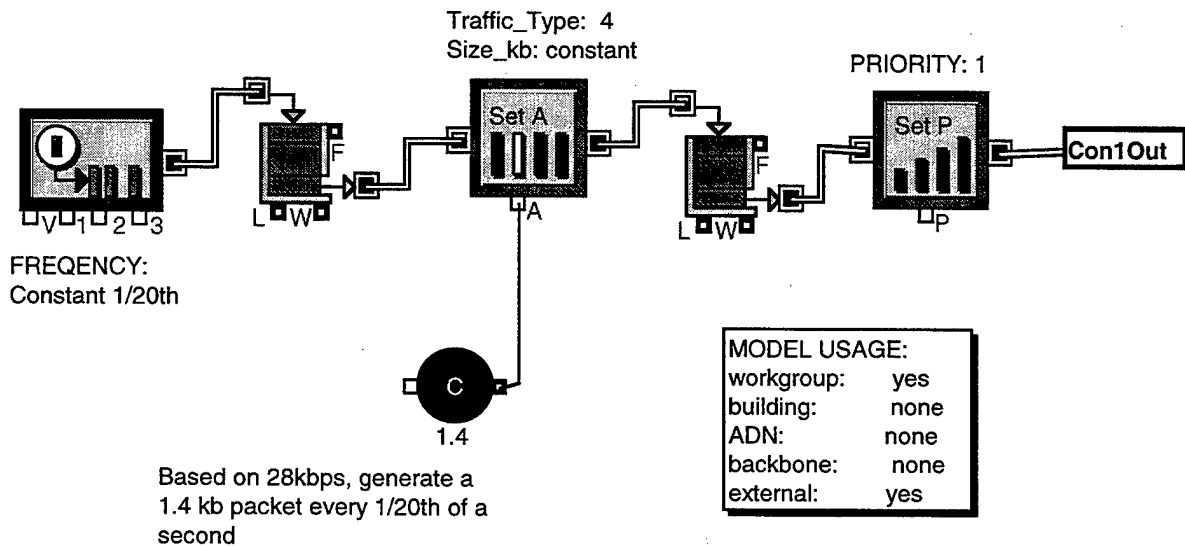 Traffic_Type: 4
Size_kb: constant
PRIORITY: 1
Set A
Set P
F
F
Con1Out
V 1 2 3
L W
A
L W
P
FREQENCY:
Constant 1/20th
C
1.4
Based on 28kbps, generate a
1.4 kb packet every 1/20th of a
second
MODEL USAGE:
workgroup: yes
building: none
ADN: none
backbone: none
external: yes